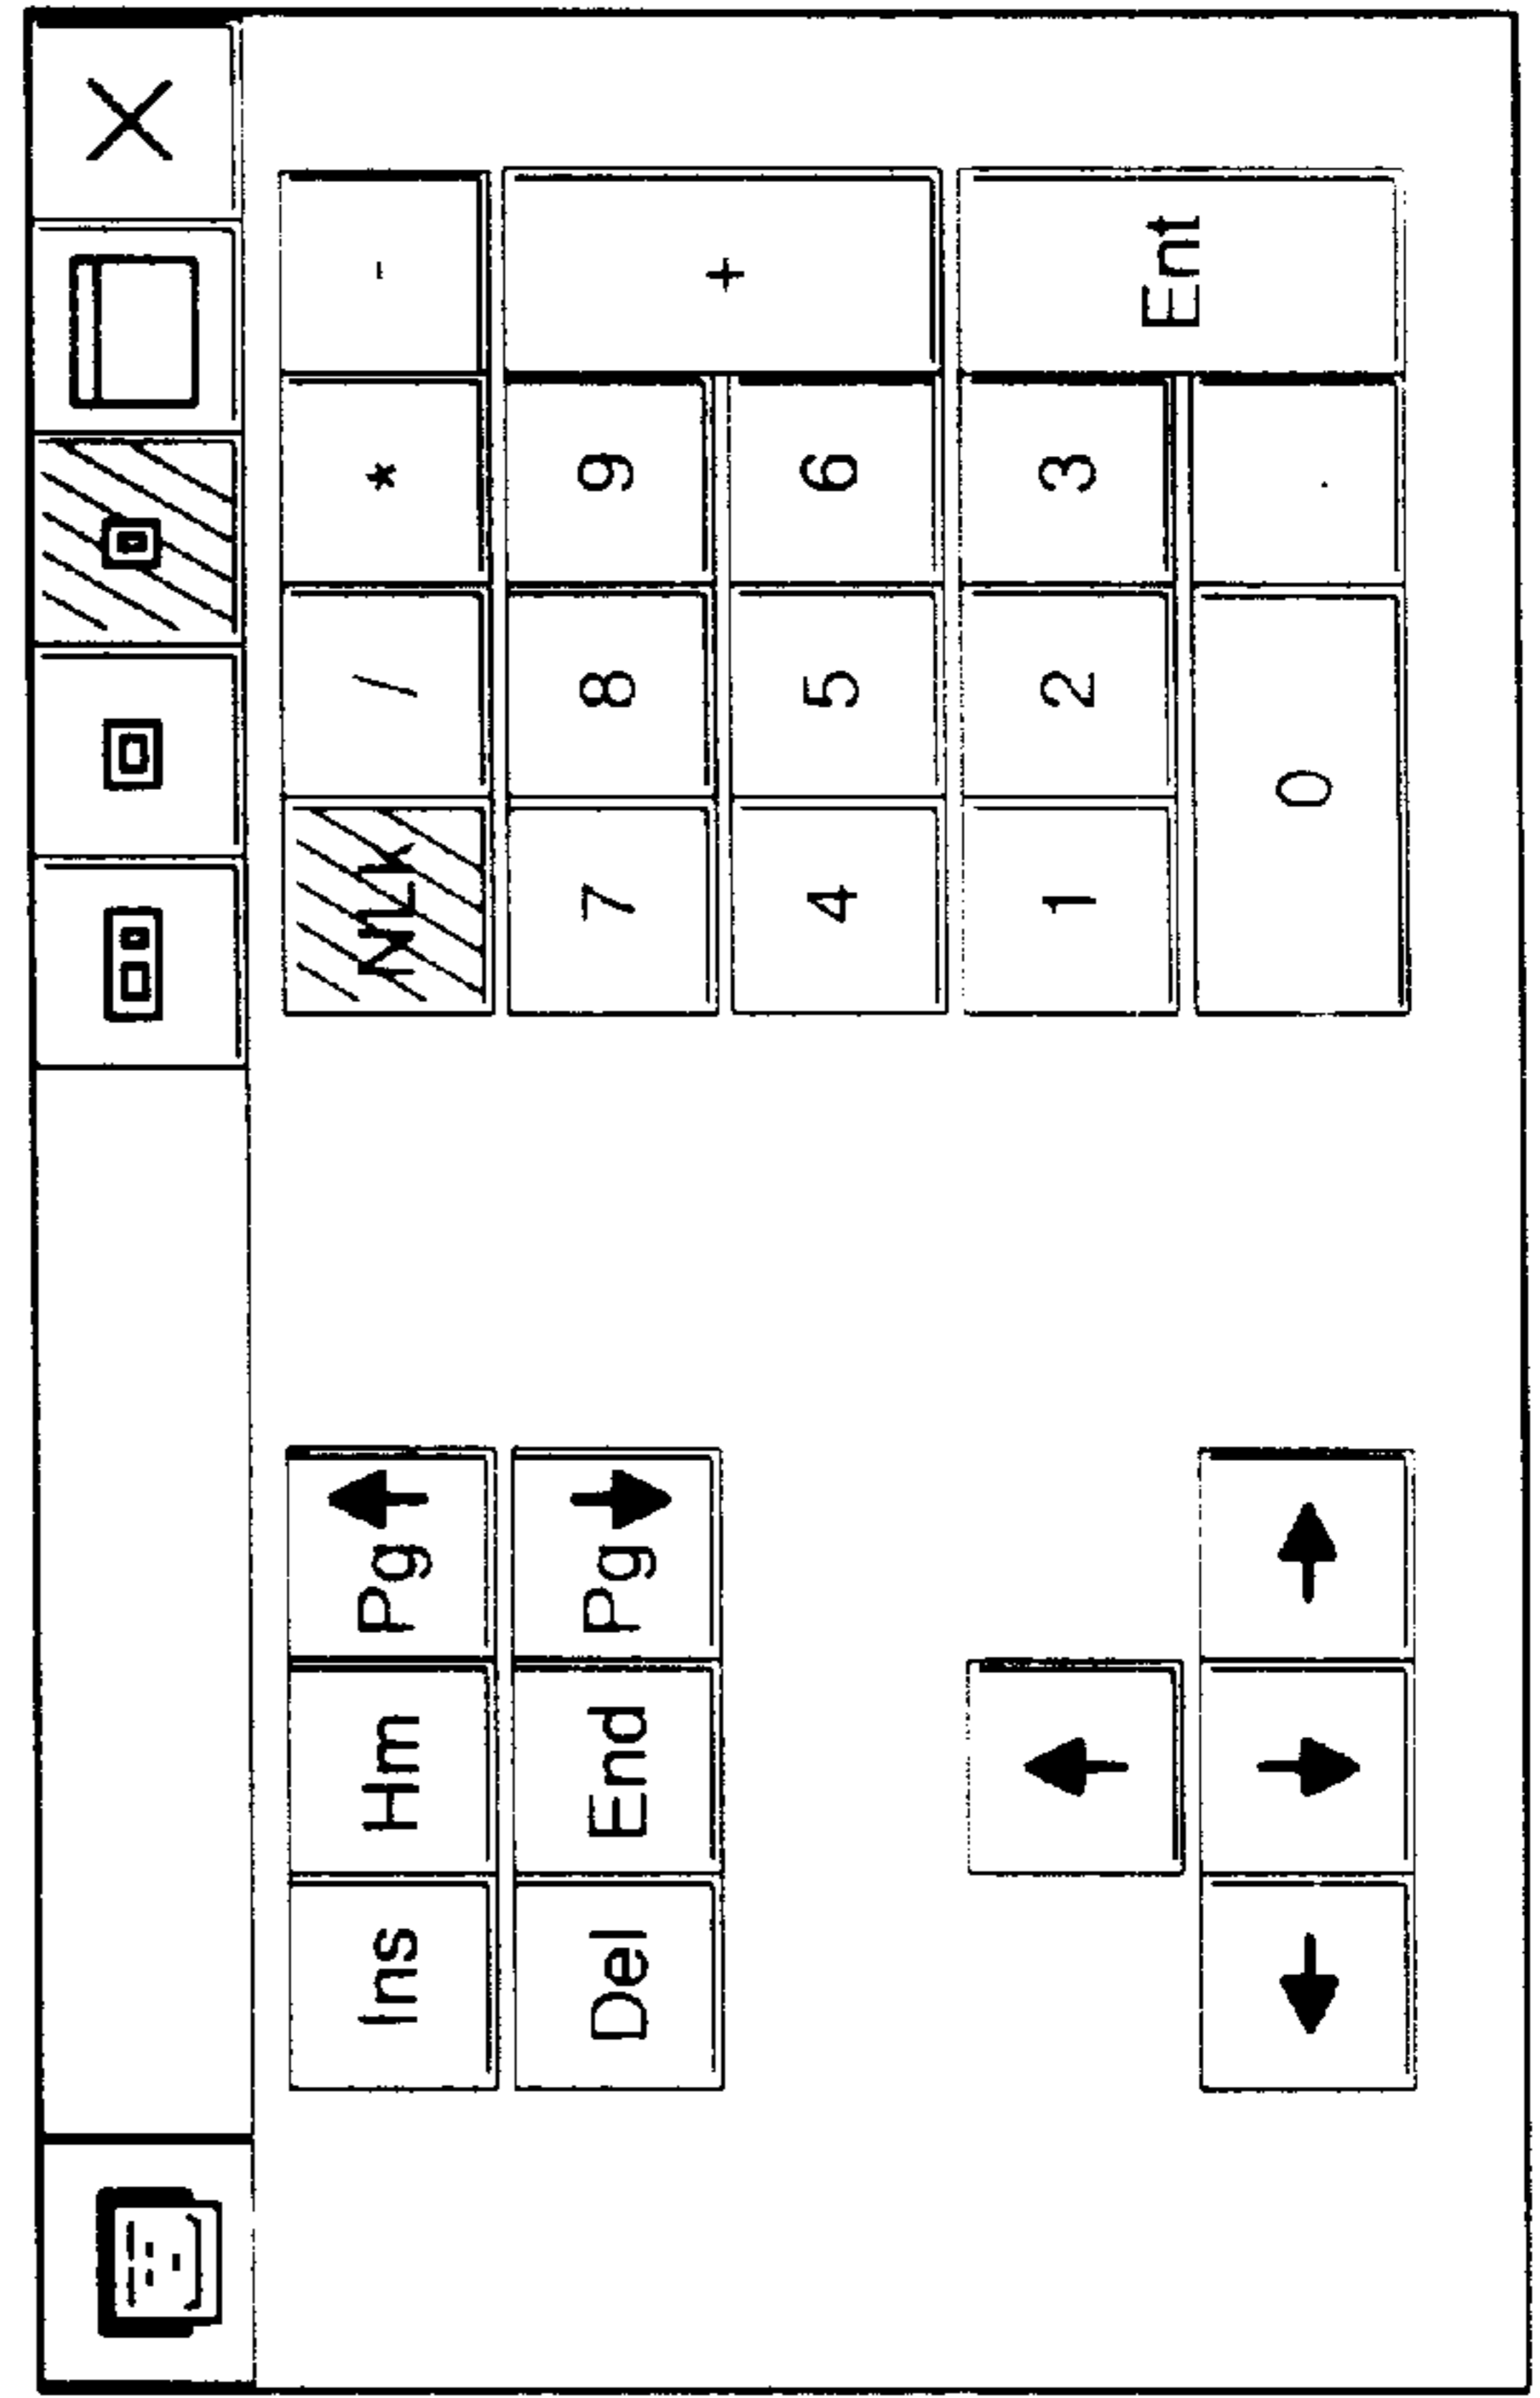 Ins Hm Pg↑ NLK / * -
Del End Pg↓ 7 8 9 +
4 5 6
↑ 1 2 3 Ent
← ↓ → 0 .